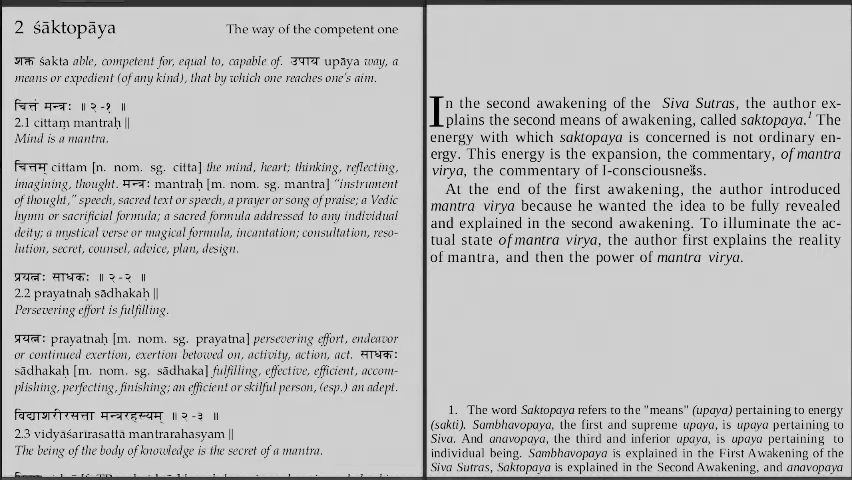 2 śāktopāya The way of the competent one
शक्त śakta able, competent for, equal to, capable of. उपाय upāya way, a
means or expedient (of any kind), that by which one reaches one's aim.
चित्तं मन्त्रः ॥ २ -१ ॥
2.1 cittaṃ mantraḥ ||
Mind is a mantra.
चित्तम् cittam [n. nom. sg. citta] the mind, heart; thinking, reflecting,
imagining, thought. मन्त्रः mantraḥ [m. nom. sg. mantra] “instrument
of thought,” speech, sacred text or speech, a prayer or song of praise; a Vedic
hymn or sacrificial formula; a sacred formula addressed to any individual
deity; a mystical verse or magical formula, incantation; consultation, reso-
lution, secret, counsel, advice, plan, design.
प्रयत्नः साधकः ॥ २ -२ ॥
2.2 prayatnaḥ sādhakaḥ ||
Persevering effort is fulfilling.
प्रयत्नः prayatnaḥ [m. nom. sg. prayatna] persevering effort, endeavor
or continued exertion, exertion betowed on, activity, action, act. साधकः
sādhakaḥ [m. nom. sg. sādhaka] fulfilling, effective, efficient, accom-
plishing, perfecting, finishing; an efficient or skilful person, (esp.) an adept.
विद्याशरीरसत्ता मन्त्ररहस्यम् ॥ २ -३ ॥
2.3 vidyāśarīrasattā mantrarahasyam ||
The being of the body of knowledge is the secret of a mantra.
In the second awakening of the Siva Sutras, the author ex-
plains the second means of awakening, called saktopaya.¹ The
energy with which saktopaya is concerned is not ordinary en-
ergy. This energy is the expansion, the commentary, of mantra
virya, the commentary of I-consciousness.
At the end of the first awakening, the author introduced
mantra virya because he wanted the idea to be fully revealed
and explained in the second awakening. To illuminate the ac-
tual state of mantra virya, the author first explains the reality
of mantra, and then the power of mantra virya.
1. The word Saktopaya refers to the "means" (upaya) pertaining to energy
(sakti). Sambhavopaya, the first and supreme upaya, is upaya pertaining to
Siva. And anavopaya, the third and inferior upaya, is upaya pertaining to
individual being. Sambhavopaya is explained in the First Awakening of the
Siva Sutras, Saktopaya is explained in the Second Awakening, and anavopaya